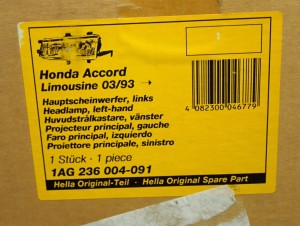 1
Honda Accord
Limousine 03/93 →
Hauptscheinwerfer, links
Headlamp, left-hand
Huvudstrålkastare, vänster
Projecteur principal, gauche
Faro principal, izquierdo
Proiettore principale, sinistro
4 082300 046779
1 Stück · 1 piece
1AG 236 004-091
Hella Original-Teil · Hella Original Spare Part